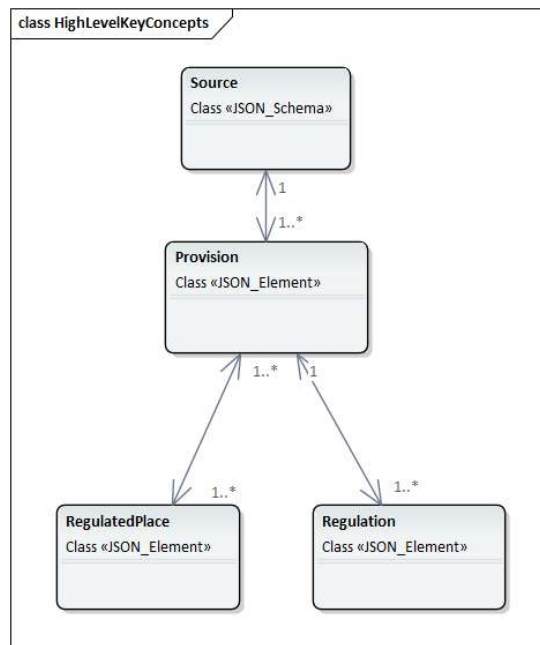 class HighLevelKeyConcepts
Source
Class «JSON_Schema»
1
1..*
Provision
Class «JSON_Element»
1..*
1
1..*
1..*
RegulatedPlace
Class «JSON_Element»
Regulation
Class «JSON_Element»